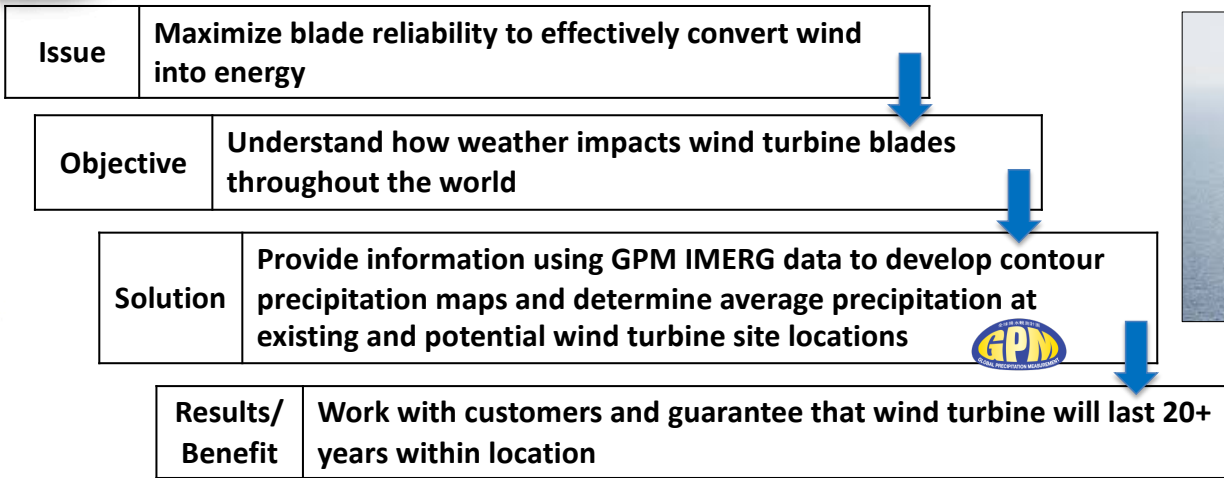 Issue
Maximize blade reliability to effectively convert wind
into energy
Objective
Understand how weather impacts wind turbine blades
throughout the world
Solution
Provide information using GPM IMERG data to develop contour
precipitation maps and determine average precipitation at
existing and potential wind turbine site locations
GPM
GLOBAL PRECIPITATION MEASUREMENT
Results/
Benefit
Work with customers and guarantee that wind turbine will last 20+
years within location